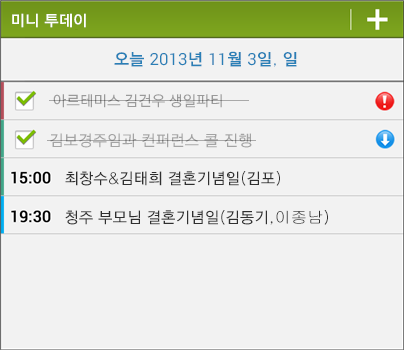 미니 투데이
오늘 2013년 11월 3일. 일
아르테미스 김건우 생일파티
김보경주임과 컨퍼런스 콜 진행
15:00 최창수&김태희 결혼기념일(김포)
19:30 청주 부모님 결혼기념일(김동기,이종남)